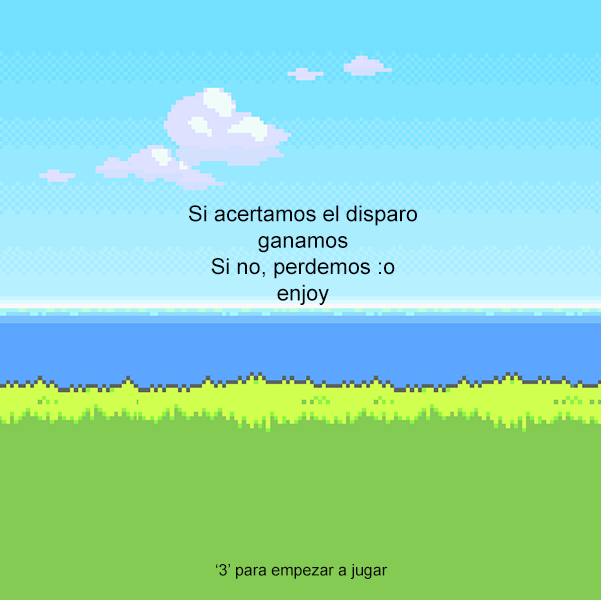 Si acertamos el disparo
ganamos
Si no, perdemos :o
enjoy
‘3’ para empezar a jugar